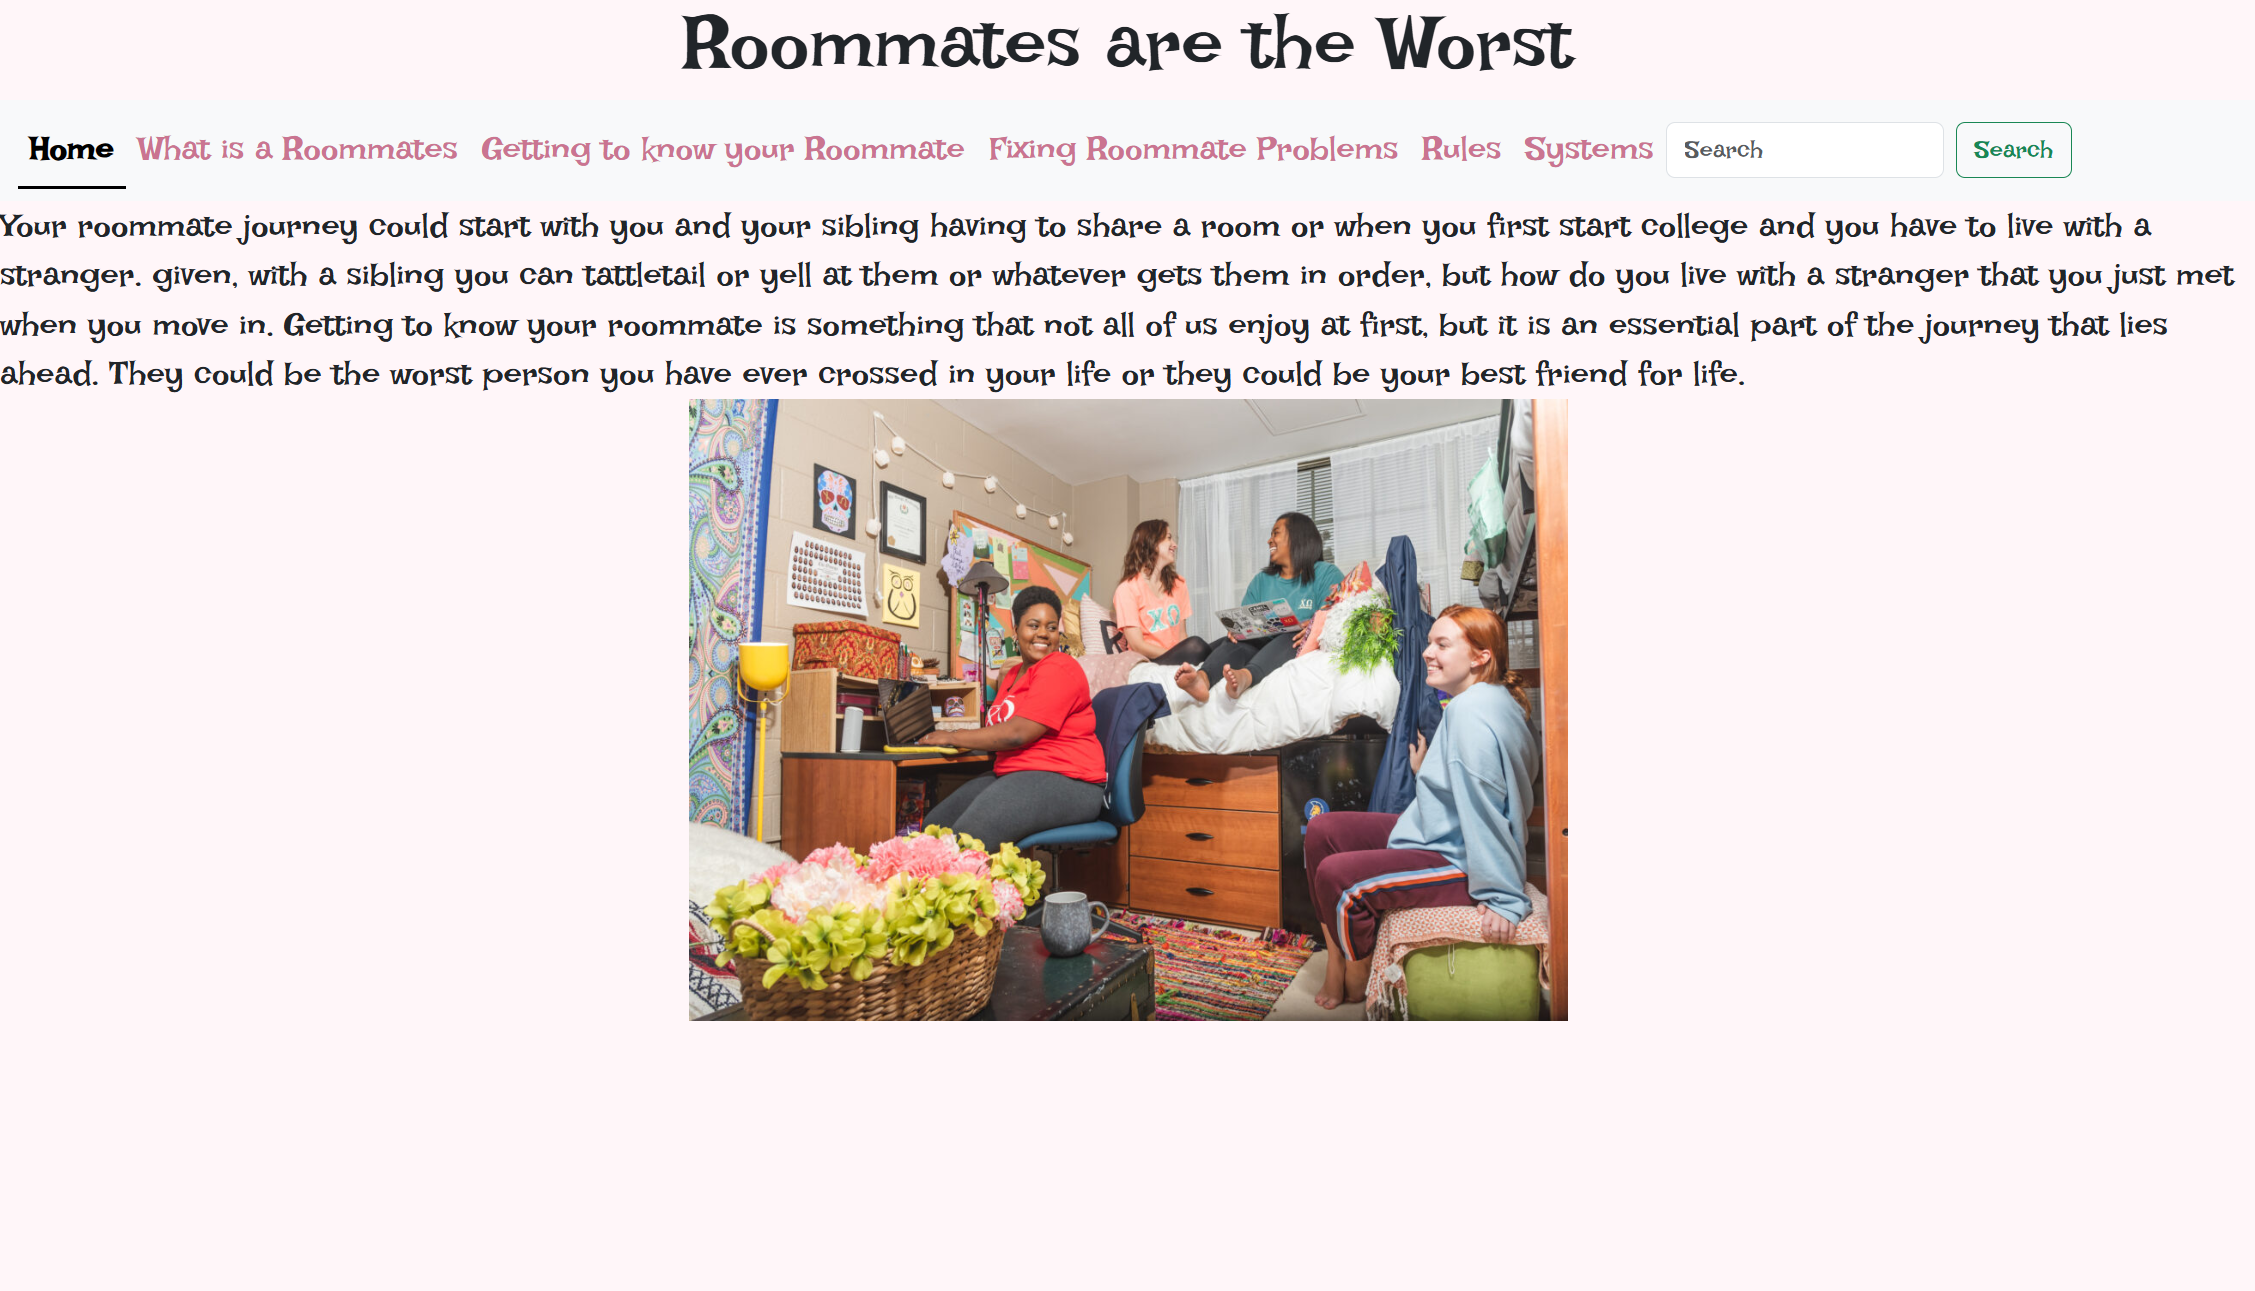 Roommates are the Worst
Home What is a Roommates Getting to know your Roommate Fixing Roommate Problems Rules Systems Search Search
Your roommate journey could start with you and your sibling having to share a room or when you first start college and you have to live with a
stranger. given, with a sibling you can tattletail or yell at them or whatever gets them in order, but how do you live with a stranger that you just met
when you move in. Getting to know your roommate is something that not all of us enjoy at first, but it is an essential part of the journey that lies
ahead. They could be the worst person you have ever crossed in your life or they could be your best friend for life.
ΧΩ
ΧΩ